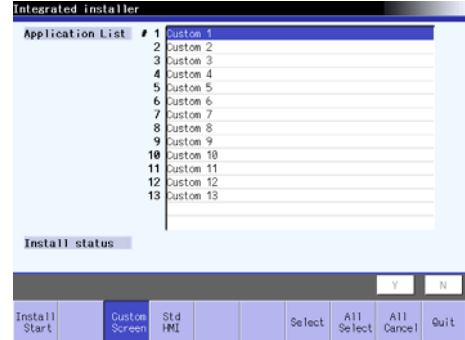 Integrated installer
Application List # 1 Custom 1
2 Custom 2
3 Custom 3
4 Custom 4
5 Custom 5
6 Custom 6
7 Custom 7
8 Custom 8
9 Custom 9
10 Custom 10
11 Custom 11
12 Custom 12
13 Custom 13
Install status
Y N
Install Start Custom Screen Std HMI Select All Select All Cancel Quit